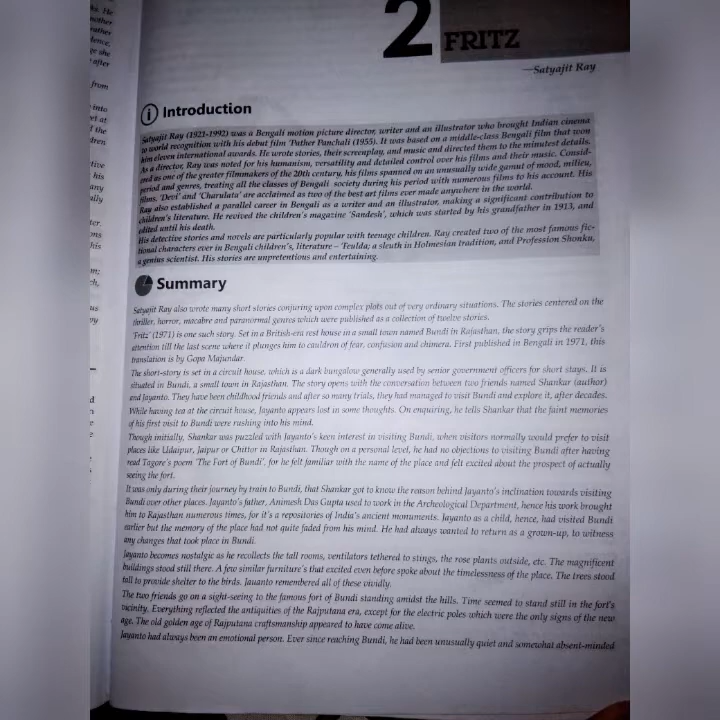 2 FRITZ
—Satyajit Ray
Introduction
Satyajit Ray (1921-1992) was a Bengali motion picture director, writer and an illustrator who brought Indian cinema
to world recognition with his debut film 'Pather Panchali (1955). It was based on a middle-class Bengali film that won
him eleven international awards. He wrote stories, their screenplay, and music and directed them to the minutest details.
As a director, Ray was noted for his humanism, versatility and detailed control over his films and their music. Consid-
ered as one of the greater filmmakers of the 20th century, his films spanned on an unusually wide gamut of mood, milieu,
period and genres, treating all the classes of Bengali society during his period with numerous films to his account. His
films, 'Devi' and 'Charulata' are acclaimed as two of the best art films ever made anywhere in the world.
Ray also established a parallel career in Bengali as a writer and an illustrator, making a significant contribution to
children's literature. He revived the children's magazine 'Sandesh', which was started by his grandfather in 1913, and
edited until his death.
His detective stories and novels are particularly popular with teenage children. Ray created two of the most famous fic-
tional characters ever in Bengali children's, literature – 'Feulda; a sleuth in Holmesian tradition, and Profession Shonku,
a genius scientist. His stories are unpretentious and entertaining.
Summary
Satyajit Ray also wrote many short stories conjuring upon complex plots out of very ordinary situations. The stories centered on the
thriller, horror, macabre and paranormal genres which were published as a collection of twelve stories.
'Fritz' (1971) is one such story. Set in a British-era rest house in a small town named Bundi in Rajasthan, the story grips the reader's
attention till the last scene where it plunges him to cauldron of fear, confusion and chimera. First published in Bengali in 1971, this
translation is by Gopa Majumdar.
The short-story is set in a circuit house, which is a dark bungalow generally used by senior government officers for short stays. It is
situated in Bundi, a small town in Rajasthan. The story opens with the conversation between two friends named Shankar (author)
and Jayanto. They have been childhood friends and after so many trials, they had managed to visit Bundi and explore it, after decades.
While having tea at the circuit house, Jayanto appears lost in some thoughts. On enquiring, he tells Shankar that the faint memories
of his first visit to Bundi were rushing into his mind.
Though initially, Shankar was puzzled with Jayanto's keen interest in visiting Bundi, when visitors normally would prefer to visit
places like Udaipur, Jaipur or Chittor in Rajasthan. Though on a personal level, he had no objections to visiting Bundi after having
read Tagore's poem 'The Fort of Bundi', for he felt familiar with the name of the place and felt excited about the prospect of actually
seeing the fort.
It was only during their journey by train to Bundi, that Shankar got to know the reason behind Jayanto's inclination towards visiting
Bundi over other places. Jayanto's father, Animesh Das Gupta used to work in the Archeological Department, hence his work brought
him to Rajasthan numerous times, for it's a repositories of India's ancient monuments. Jayanto as a child, hence, had visited Bundi
earlier but the memory of the place had not quite faded from his mind. He had always wanted to return as a grown-up, to witness
any changes that took place in Bundi.
Jayanto becomes nostalgic as he recollects the tall rooms, ventilators tethered to stings, the rose plants outside, etc. The magnificent
buildings stood still there. A few similar furniture's that excited even before spoke about the timelessness of the place. The trees stood
tall to provide shelter to the birds. Jauanto remembered all of these vividly.
The two friends go on a sight-seeing to the famous fort of Bundi standing amidst the hills. Time seemed to stand still in the fort's
vicinity. Everything reflected the antiquities of the Rajputana era, except for the electric poles which were the only signs of the new
age. The old golden age of Rajputana craftsmanship appeared to have come alive.
Jayanto had always been an emotional person. Ever since reaching Bundi, he had been unusually quiet and somewhat absent-minded